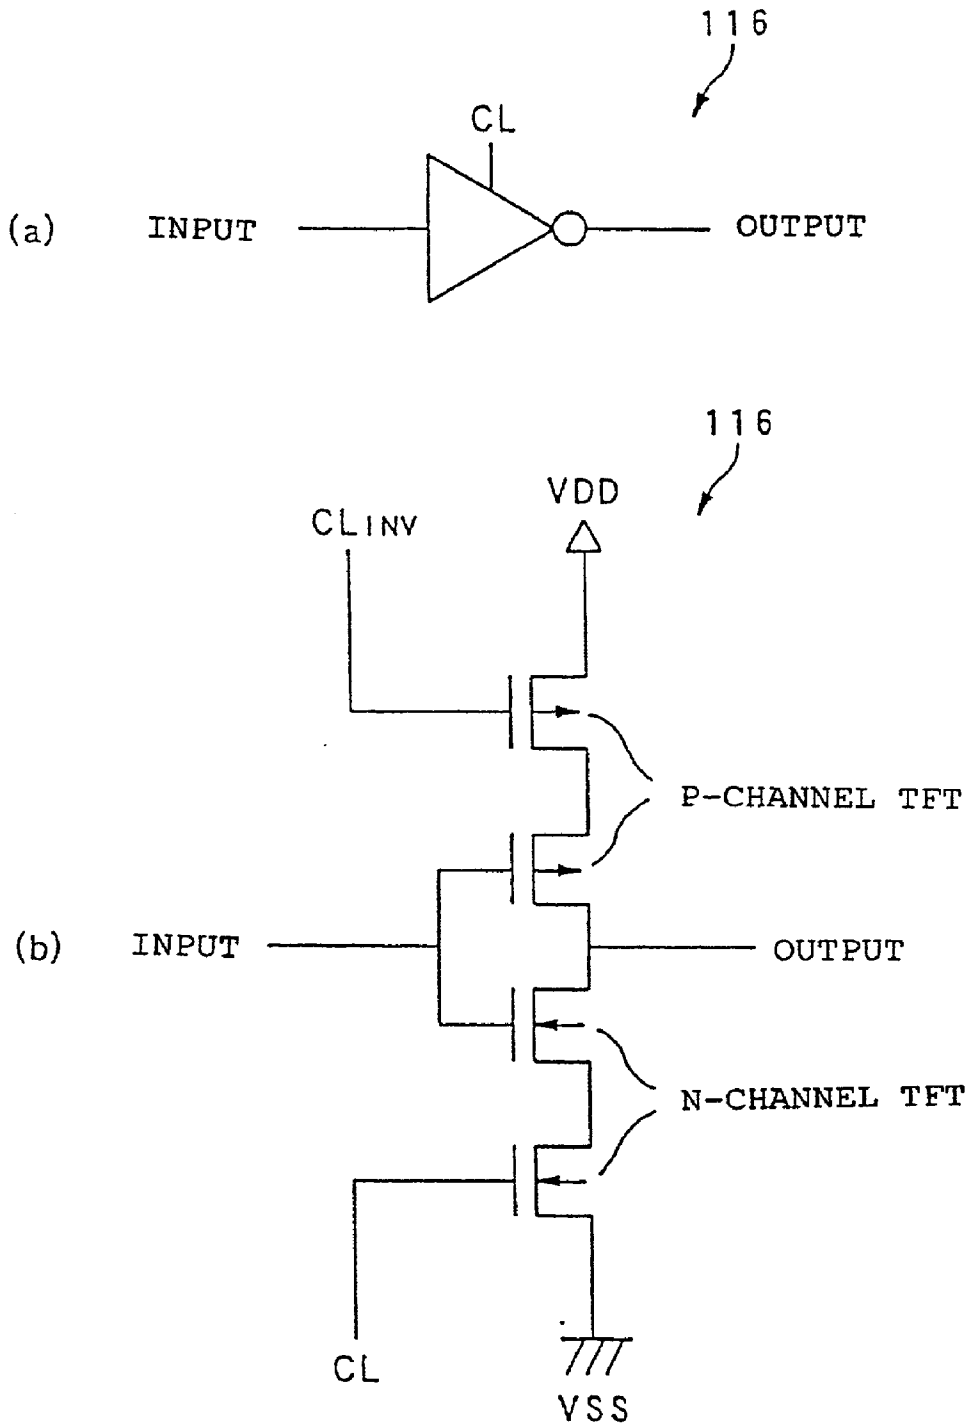 116
CL
(a) INPUT OUTPUT
116
VDD
CLINV
P-CHANNEL TFT
(b) INPUT OUTPUT
N-CHANNEL TFT
CL
VSS